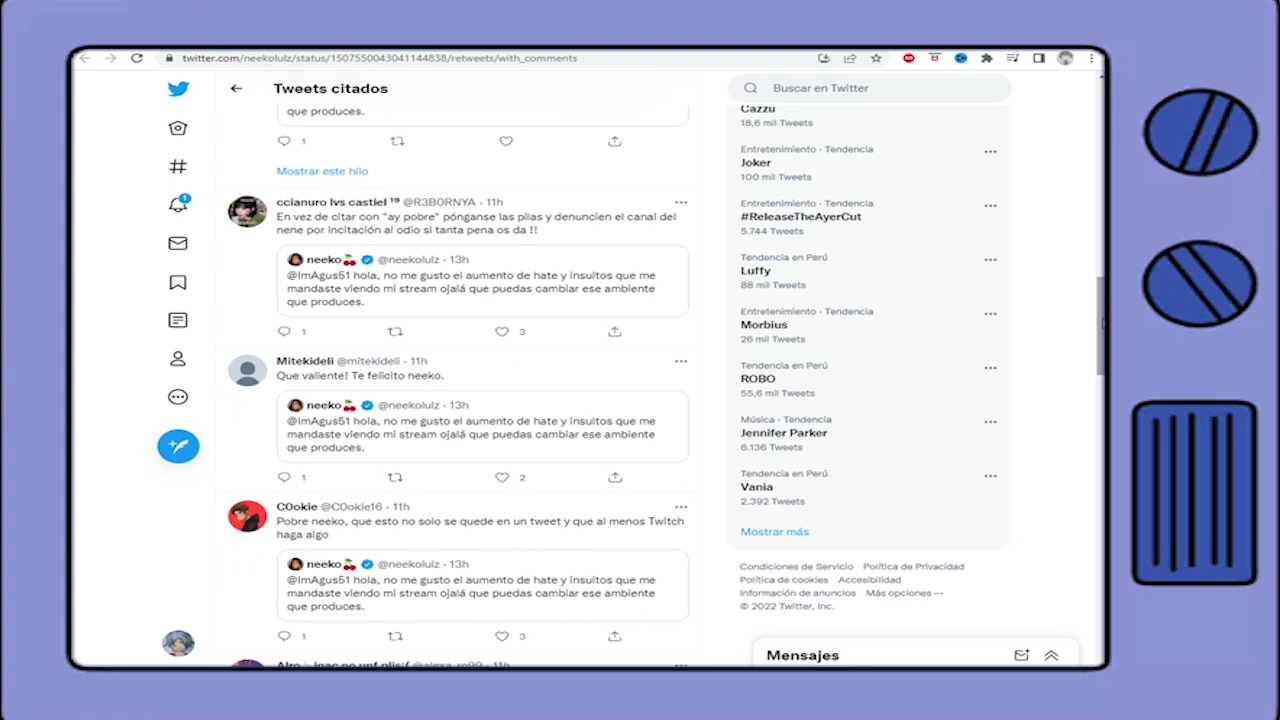 twitter.com/neekolulz/status/1507550043041144838/retweets/with_comments
Tweets citados
Buscar en Twitter
que produces.
1
Mostrar este hilo
ccianuro lvs castiel ¹⁹ @R3B0RNYA · 11h
En vez de citar con "ay pobre" pónganse las pilas y denuncien el canal del
nene por incitación al odio si tanta pena os da !!
neeko🍒 @neekolulz · 13h
@ImAgus51 hola, no me gusto el aumento de hate y insultos que me
mandaste viendo mi stream ojalá que puedas cambiar ese ambiente
que produces.
1 3
Mitekideli @mitekideli · 11h
Que valiente! Te felicito neeko.
neeko🍒 @neekolulz · 13h
@ImAgus51 hola, no me gusto el aumento de hate y insultos que me
mandaste viendo mi stream ojalá que puedas cambiar ese ambiente
que produces.
1 2
C0okie @C0okie16 · 11h
Pobre neeko, que esto no solo se quede en un tweet y que al menos Twitch
haga algo
neeko🍒 @neekolulz · 13h
@ImAgus51 hola, no me gusto el aumento de hate y insultos que me
mandaste viendo mi stream ojalá que puedas cambiar ese ambiente
que produces.
1 3
Cazzu
18,6 mil Tweets
Entretenimiento · Tendencia
Joker
100 mil Tweets
Entretenimiento · Tendencia
#ReleaseTheAyerCut
5.744 Tweets
Tendencia en Perú
Luffy
88 mil Tweets
Entretenimiento · Tendencia
Morbius
26 mil Tweets
Tendencia en Perú
ROBO
55,6 mil Tweets
Música · Tendencia
Jennifer Parker
6.136 Tweets
Tendencia en Perú
Vania
2.392 Tweets
Mostrar más
Condiciones de Servicio Política de Privacidad
Política de cookies Accesibilidad
Información de anuncios Más opciones ···
© 2022 Twitter, Inc.
Mensajes